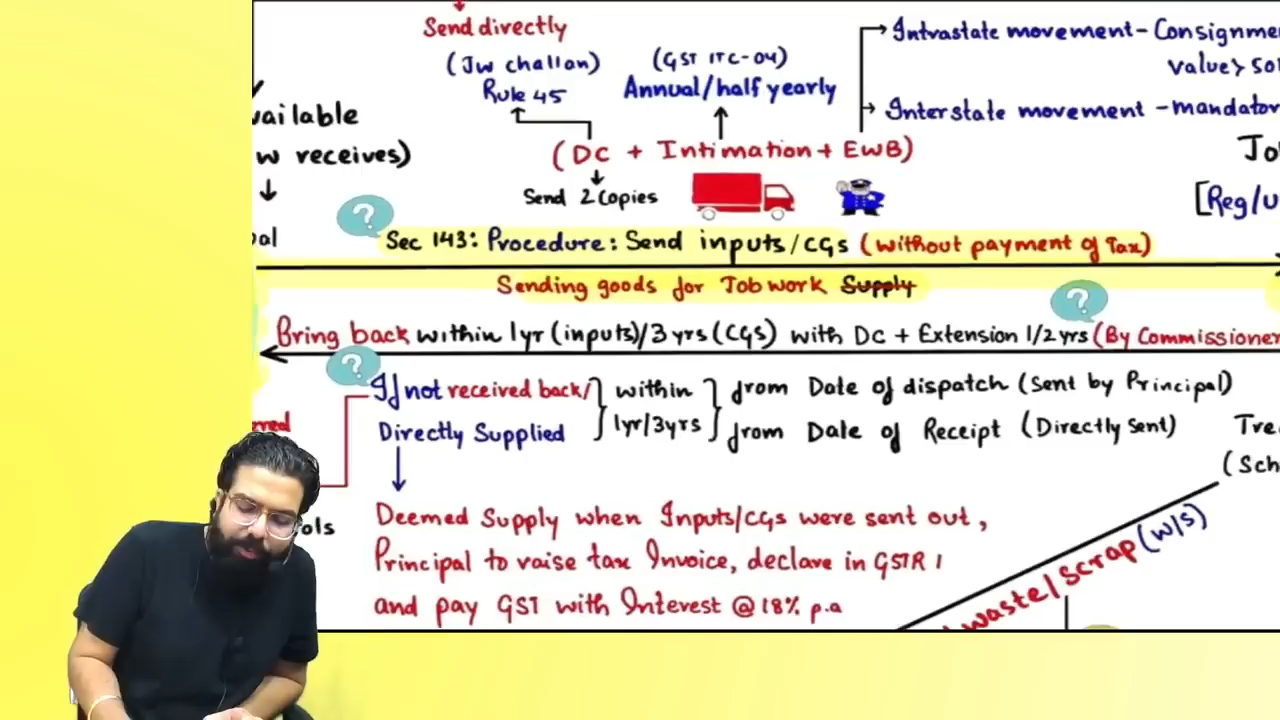 Send directly
(JW challan)
Rule 45
(GST ITC-04)
Annual/half yearly
Intrastate movement - Consignme
value > 50
Interstate movement - mandator
vailable
w receives)
(DC + Intimation + EWB)
Send 2 Copies
Jo
[Reg/u
pal
Sec 143: Procedure: Send inputs/CGs (without payment of Tax)
Sending goods for Job work Supply
Bring back within 1yr (inputs)/3 yrs (CGs) with DC + Extension 1/2 yrs (By Commissioner
If not received back/ within from Date of dispatch (Sent by Principal)
Directly Supplied 1yr/3yrs from Date of Receipt (Directly sent)
Tre
(Sch
ols
Deemed Supply when Inputs/CGs were sent out,
Principal to raise tax Invoice, declare in GSTR 1
and pay GST with Interest @ 18% p.a
waste/scrap (W/S)